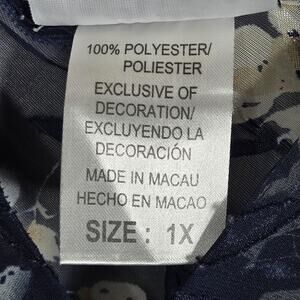 100% POLYESTER/
POLIESTER
EXCLUSIVE OF
DECORATION/
EXCLUYENDO LA
DECORACIÓN
MADE IN MACAU
HECHO EN MACAO
SIZE : 1X